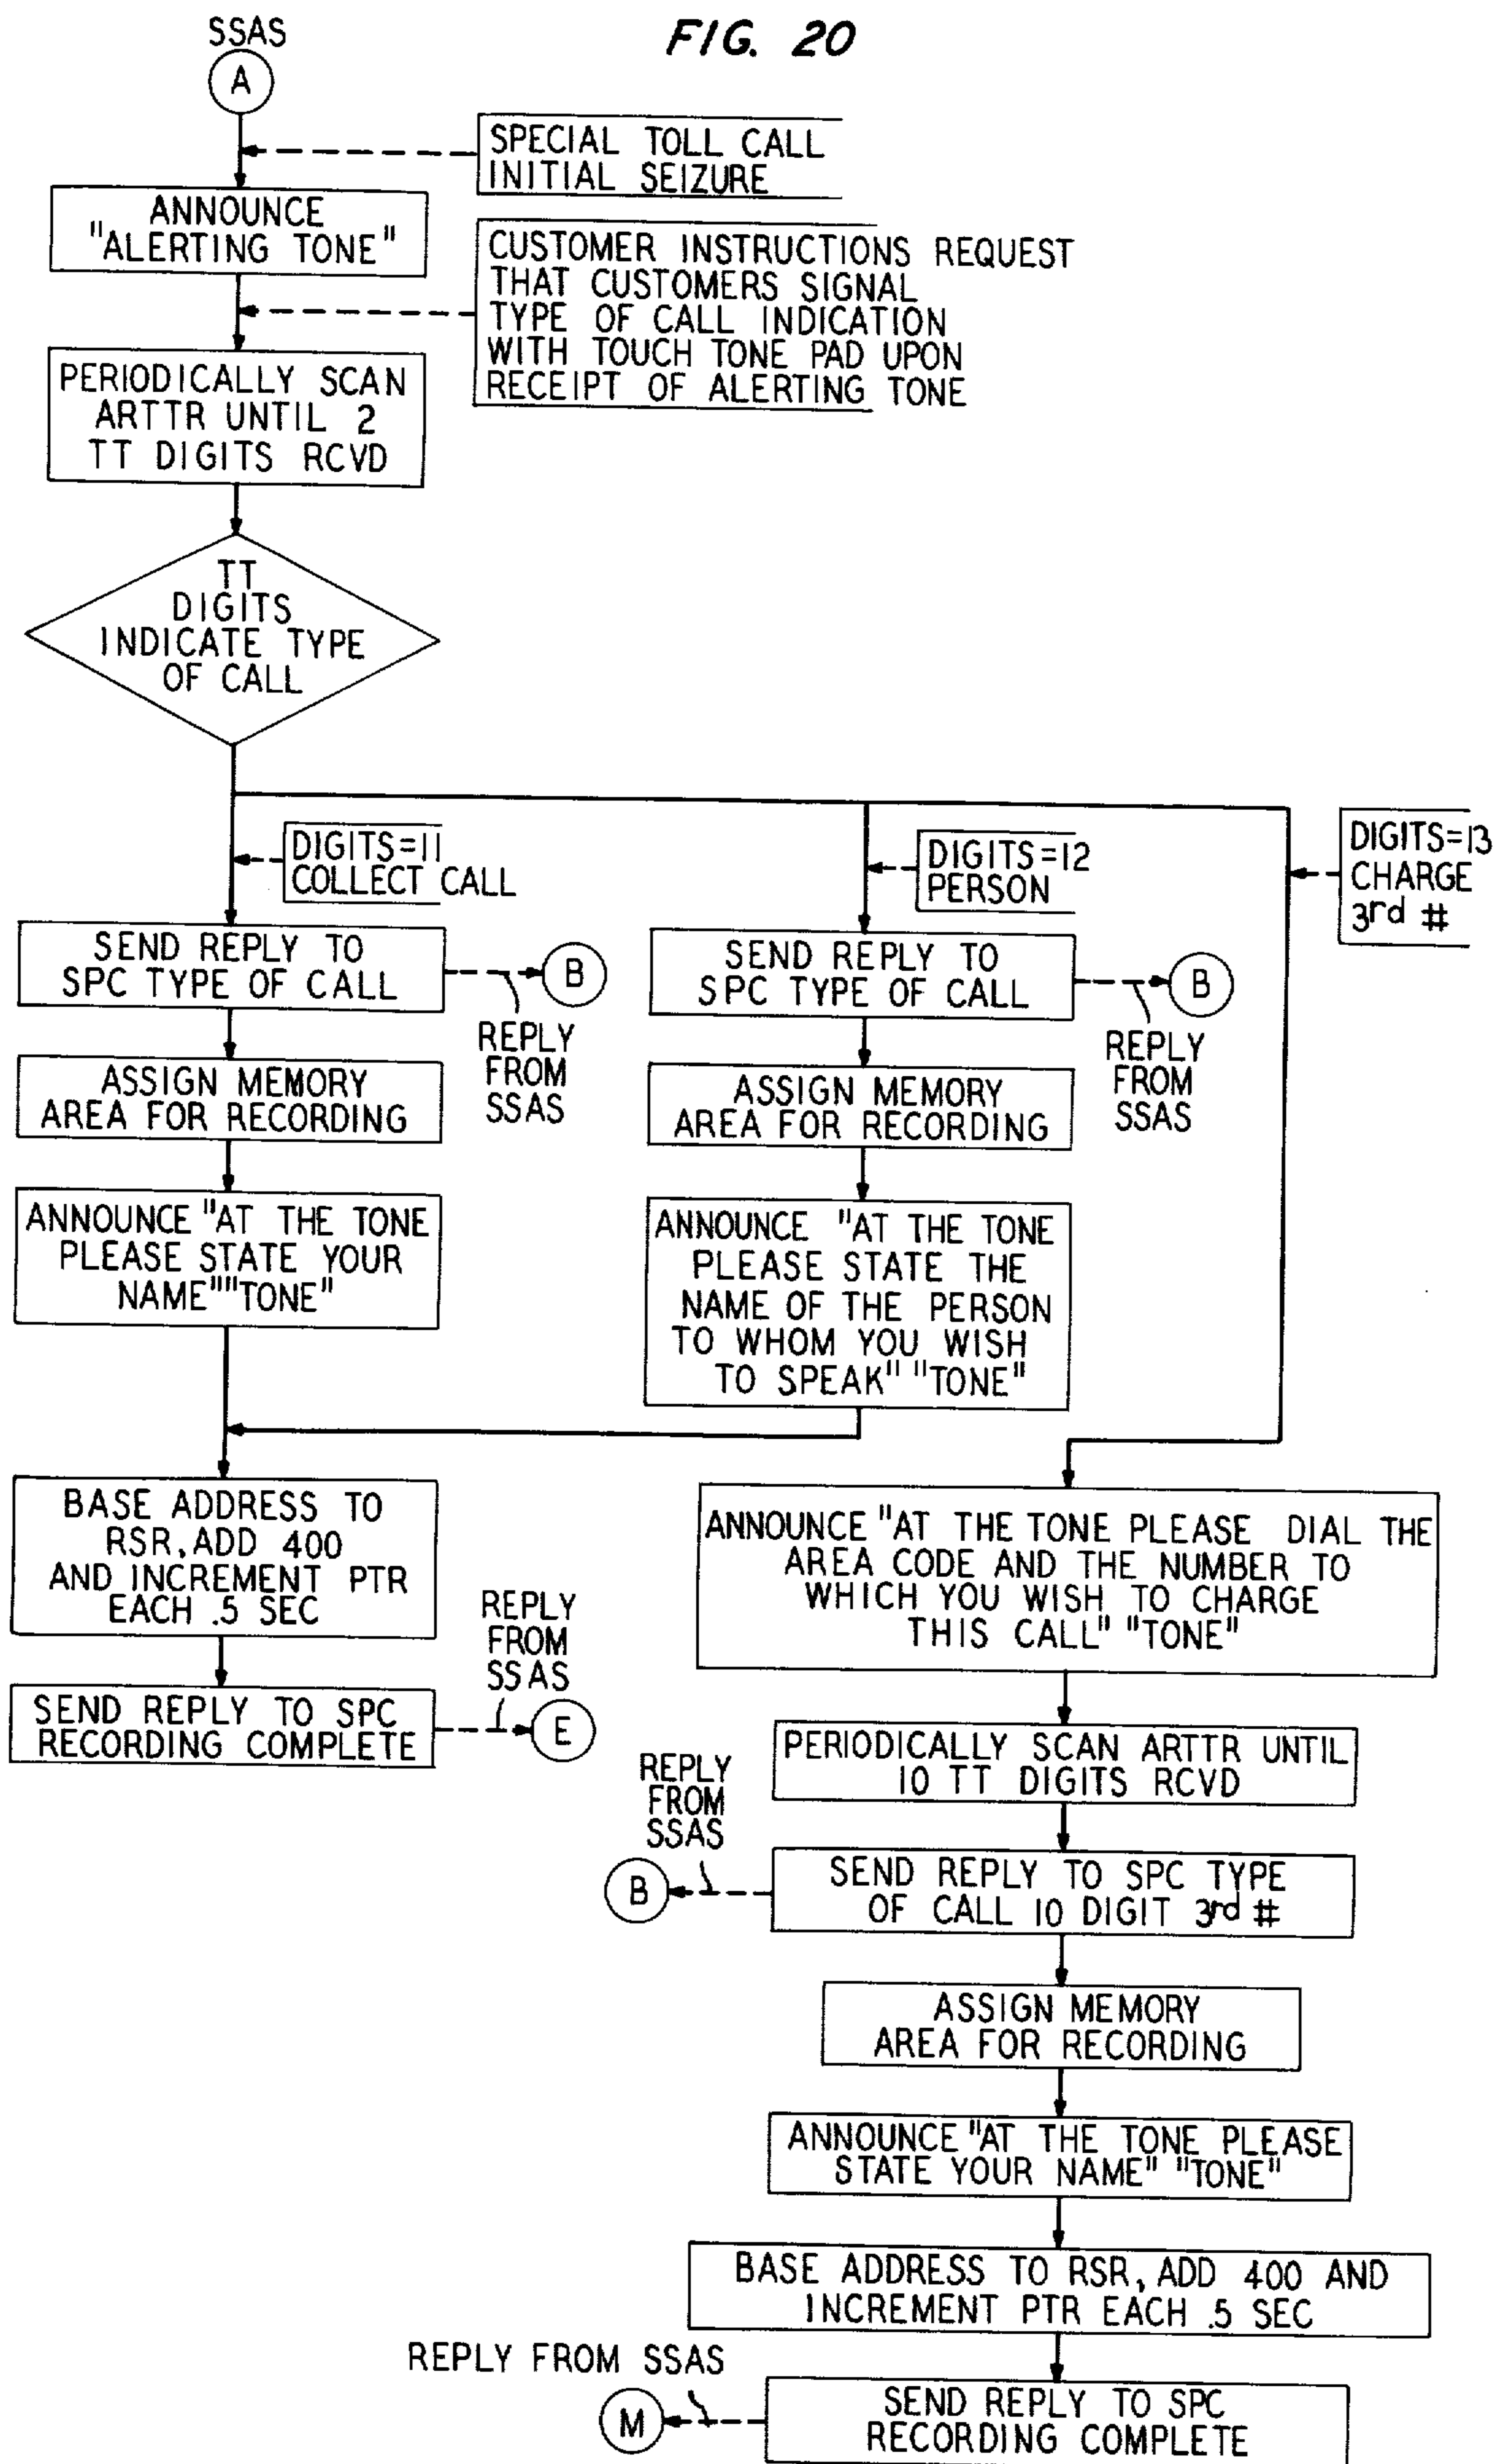 FIG. 20
SSAS
A
SPECIAL TOLL CALL
INITIAL SEIZURE
ANNOUNCE
"ALERTING TONE"
CUSTOMER INSTRUCTIONS REQUEST
THAT CUSTOMERS SIGNAL
TYPE OF CALL INDICATION
WITH TOUCH TONE PAD UPON
RECEIPT OF ALERTING TONE
PERIODICALLY SCAN
ARTTR UNTIL 2
TT DIGITS RCVD
TT
DIGITS
INDICATE TYPE
OF CALL
DIGITS=11
COLLECT CALL
DIGITS=12
PERSON
DIGITS=13
CHARGE
3rd #
SEND REPLY TO
SPC TYPE OF CALL
B
REPLY
FROM
SSAS
SEND REPLY TO
SPC TYPE OF CALL
B
REPLY
FROM
SSAS
ASSIGN MEMORY
AREA FOR RECORDING
ASSIGN MEMORY
AREA FOR RECORDING
ANNOUNCE "AT THE TONE
PLEASE STATE YOUR
NAME""TONE"
ANNOUNCE "AT THE TONE
PLEASE STATE THE
NAME OF THE PERSON
TO WHOM YOU WISH
TO SPEAK" "TONE"
BASE ADDRESS TO
RSR, ADD 400
AND INCREMENT PTR
EACH .5 SEC
REPLY
FROM
SSAS
SEND REPLY TO SPC
RECORDING COMPLETE
E
ANNOUNCE "AT THE TONE PLEASE DIAL THE
AREA CODE AND THE NUMBER TO
WHICH YOU WISH TO CHARGE
THIS CALL" "TONE"
PERIODICALLY SCAN ARTTR UNTIL
10 TT DIGITS RCVD
REPLY
FROM
SSAS
B
SEND REPLY TO SPC TYPE
OF CALL 10 DIGIT 3rd #
ASSIGN MEMORY
AREA FOR RECORDING
ANNOUNCE "AT THE TONE PLEASE
STATE YOUR NAME" "TONE"
BASE ADDRESS TO RSR, ADD 400 AND
INCREMENT PTR EACH .5 SEC
REPLY FROM SSAS
M
SEND REPLY TO SPC
RECORDING COMPLETE